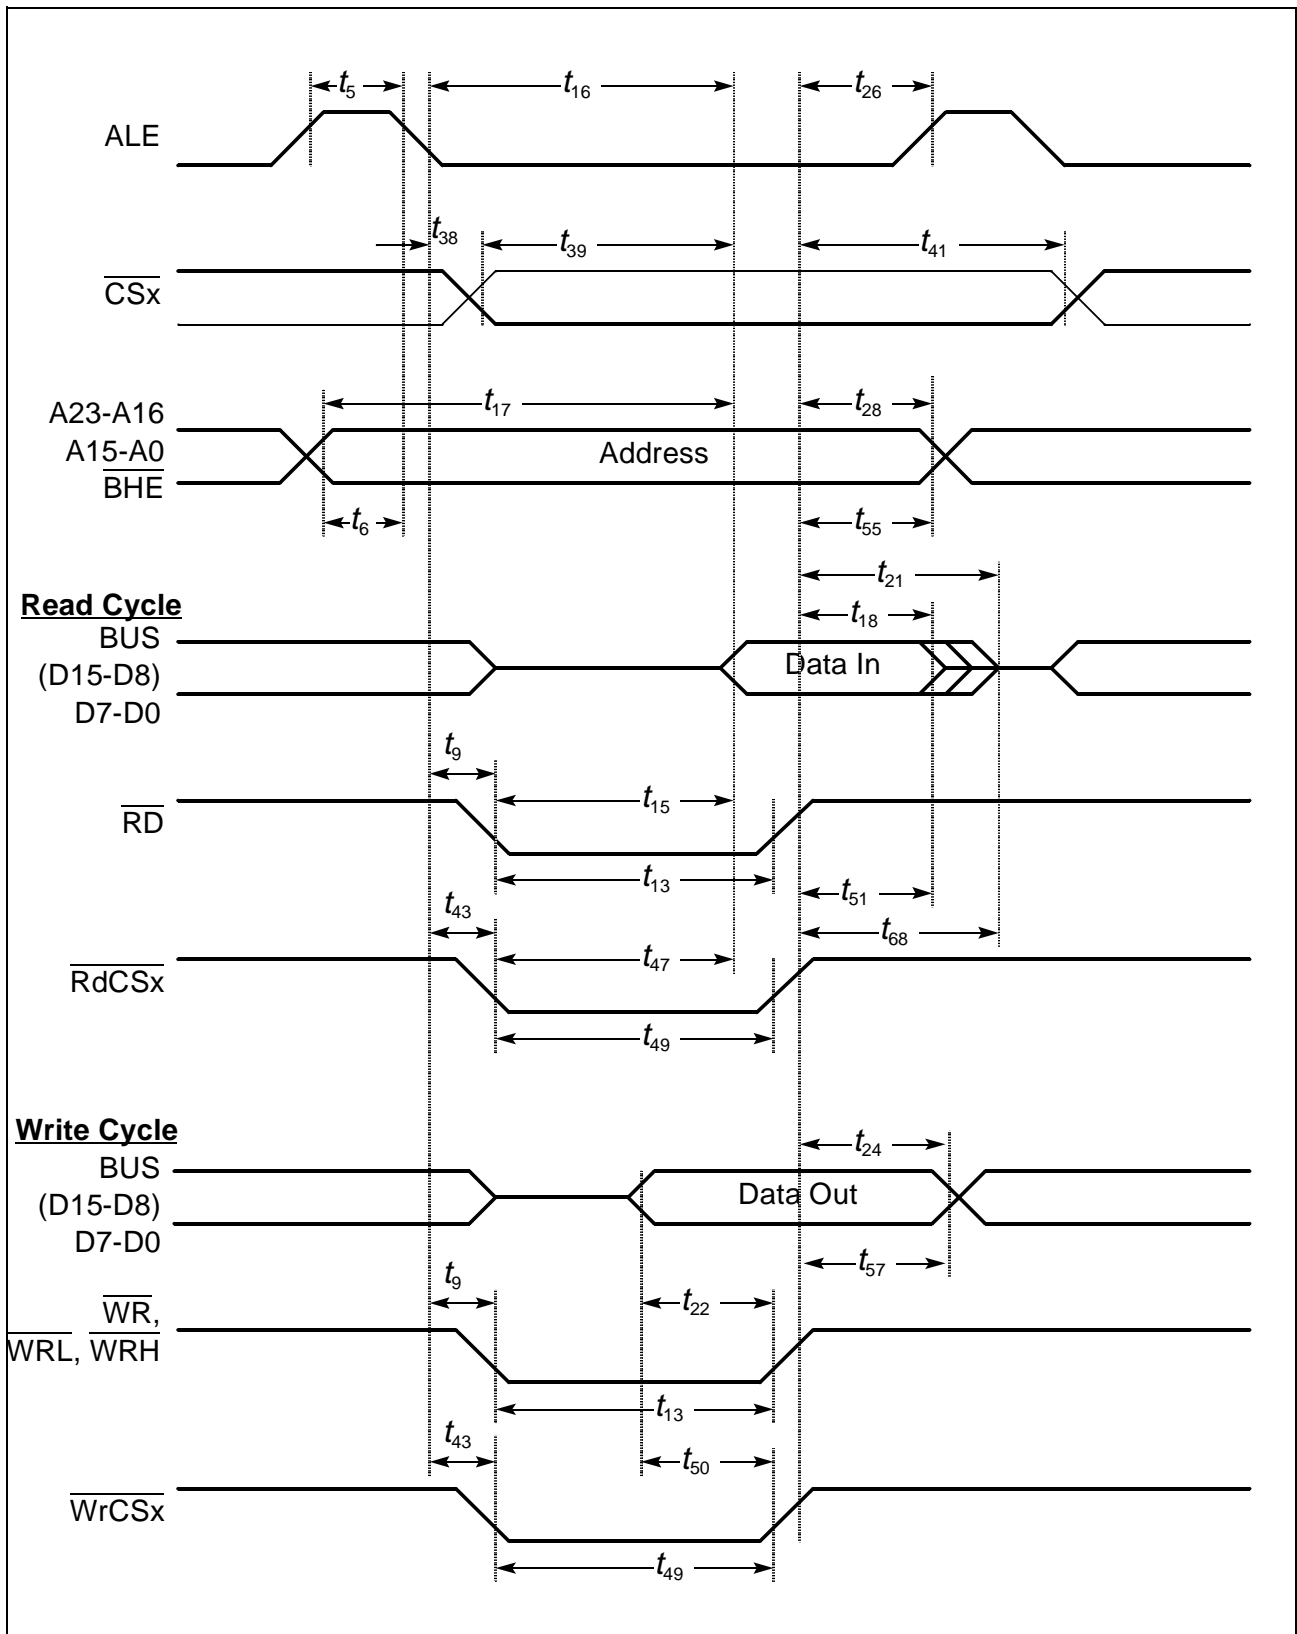 t5 t16 t26
ALE
t38 t39 t41
CSx
t17 t28
A23-A16
A15-A0 Address
BHE
t6 t55
t21
Read Cycle t18
BUS
(D15-D8) Data In
D7-D0
t9
t15
RD
t13 t51
t43 t68
t47
RdCSx
t49
Write Cycle
t24
BUS
(D15-D8) Data Out
D7-D0
t9 t57
WR, t22
WRL, WRH
t13
t43 t50
WrCSx
t49